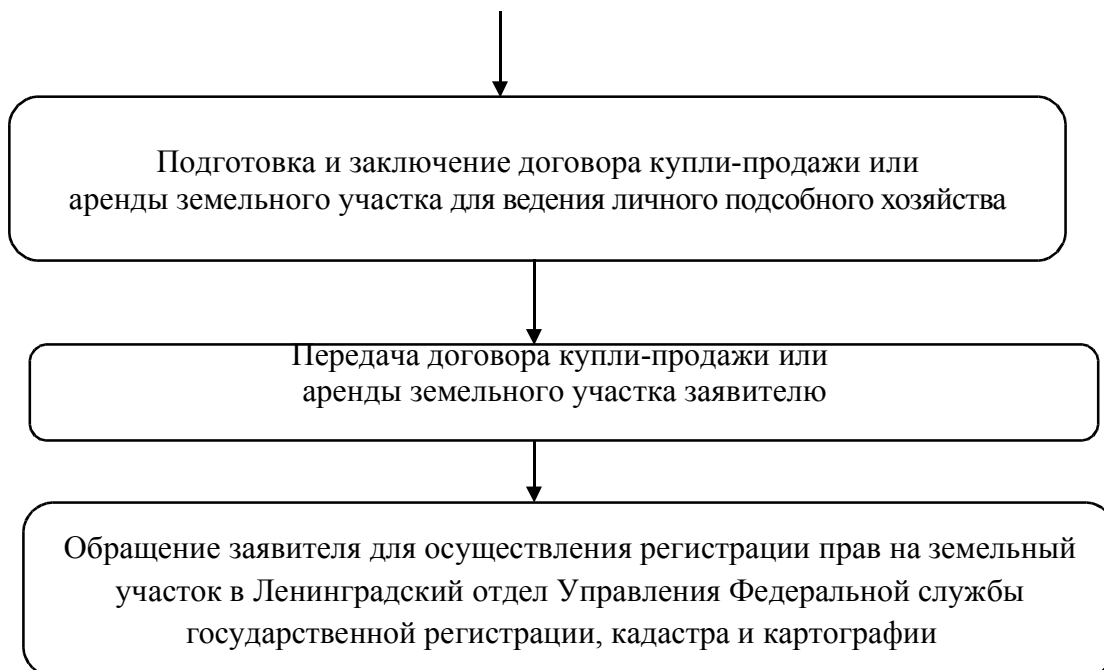 Подготовка и заключение договора купли-продажи или
аренды земельного участка для ведения личного подсобного хозяйства
Передача договора купли-продажи или
аренды земельного участка заявителю
Обращение заявителя для осуществления регистрации прав на земельный
участок в Ленинградский отдел Управления Федеральной службы
государственной регистрации, кадастра и картографии